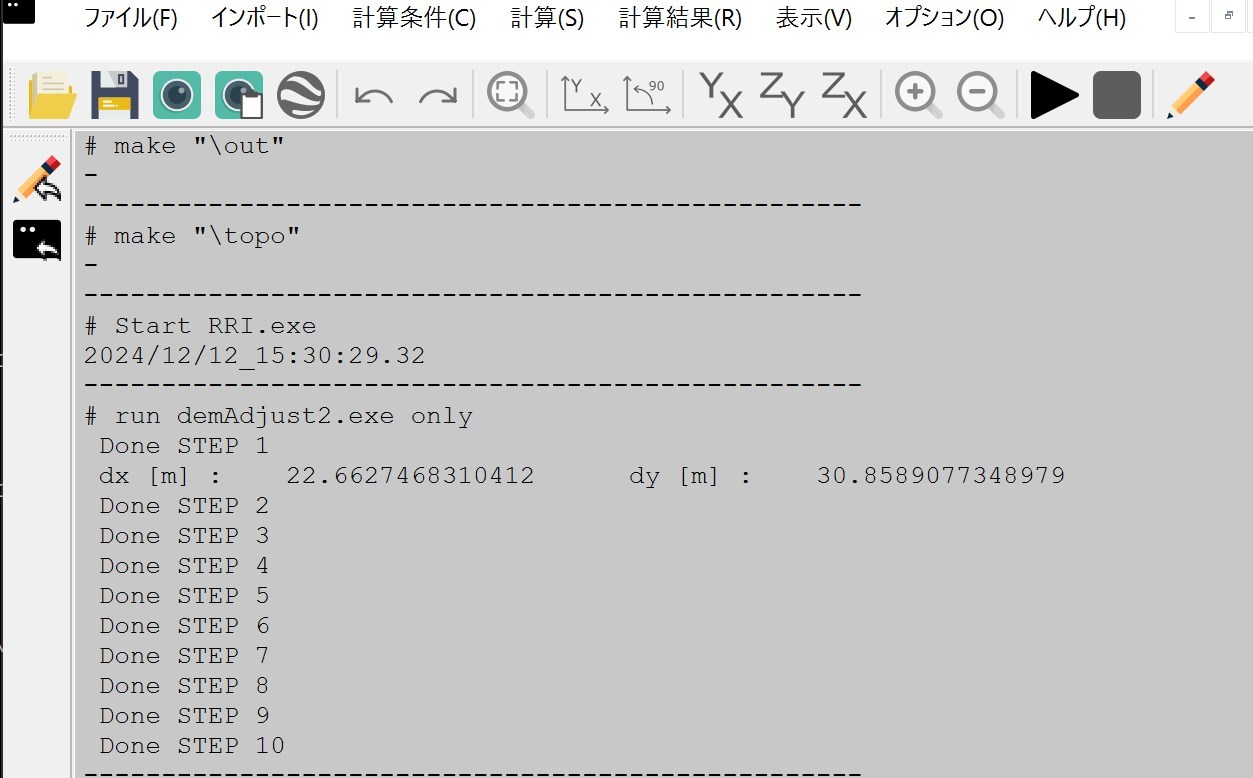 ファイル(F) インポート(I) 計算条件(C) 計算(S) 計算結果(R) 表示(V) オプション(O) ヘルプ(H)
Y X 90 Y X Z Y Z X
# make "\out"
-
--------------------------------------------------
# make "\topo"
-
--------------------------------------------------
# Start RRI.exe
2024/12/12_15:30:29.32
--------------------------------------------------
# run demAdjust2.exe only
Done STEP 1
dx [m] : 22.6627468310412 dy [m] : 30.8589077348979
Done STEP 2
Done STEP 3
Done STEP 4
Done STEP 5
Done STEP 6
Done STEP 7
Done STEP 8
Done STEP 9
Done STEP 10
--------------------------------------------------